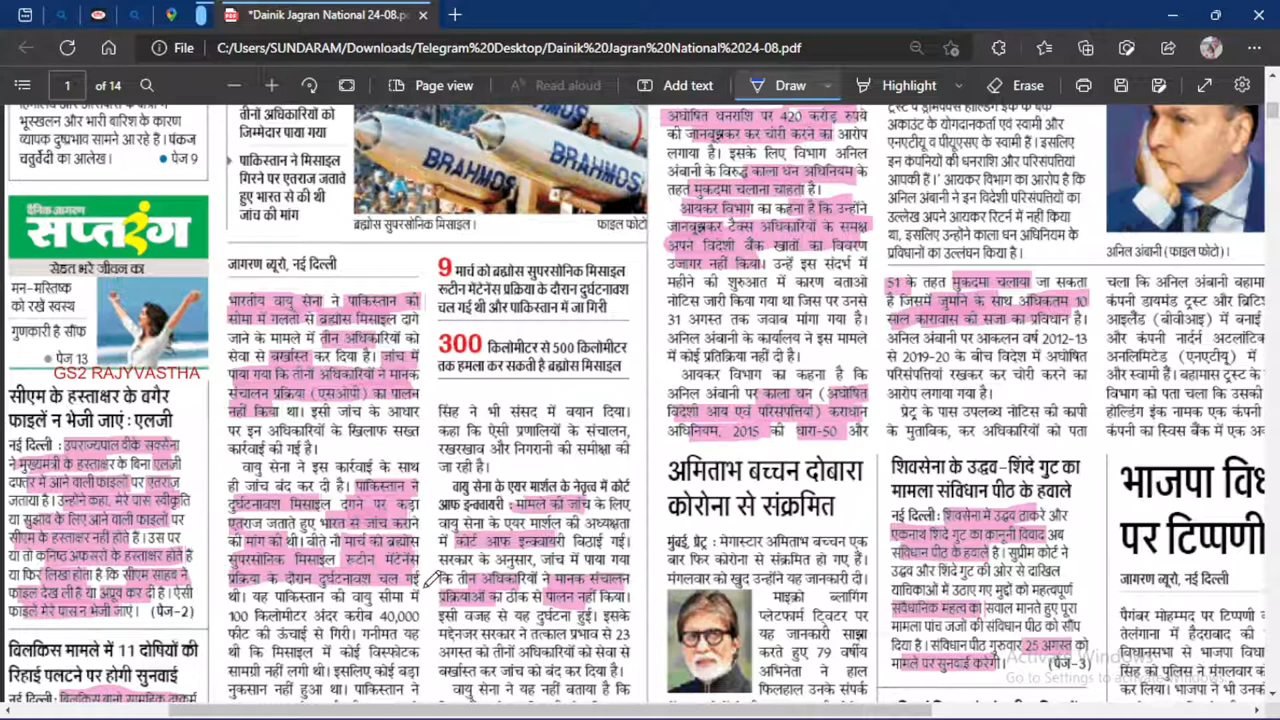 *Dainik Jagran National 24-08.p
File
C:/Users/SUNDARAM/Downloads/Telegram%20Desktop/Dainik%20Jagran%20National%2024-08.pdf
1 of 14
Page view
Read aloud
Add text
Draw
Highlight
Erase
भूस्खलन और भारी बारिश के कारण
व्यापक दुष्प्रभाव सामने आ रहे हैं। पंकज
चतुर्वेदी का आलेख। ● पेज 9
दैनिक जागरण
सप्तरंग
सेहत भरे जीवन का
मन-मस्तिष्क
को रखे स्वस्थ
गुणकारी है सौंफ
● पेज 13
GS2 RAJYVASTHA
सीएम के हस्ताक्षर के बगैर
फाइलें न भेजी जाएं : एलजी
नई दिल्ली : उपराज्यपाल वीके सक्सेना
ने मुख्यमंत्री के हस्ताक्षर के बिना एलजी
दफ्तर में आने वाली फाइलों पर एतराज
जताया है। उन्होंने कहा, मेरे पास स्वीकृति
या सुझाव के लिए आने वाली फाइलों पर
सीएम के हस्ताक्षर नहीं होते हैं। उस पर
या तो कनिष्ठ अफसरों के हस्ताक्षर होते हैं
या फिर लिखा होता है कि सीएम साहब ने
फाइल देख ली है या अप्रूव कर दी है। ऐसी
फाइलें मेरे पास न भेजी जाएं। (पेज-2)
बिलकिस मामले में 11 दोषियों की
रिहाई पलटने पर होगी सुनवाई
नई दिल्ली : बिलकिस बानो सामूहिक दुष्कर्म
तीनों अधिकारियों को
जिम्मेदार पाया गया
पाकिस्तान ने मिसाइल
गिरने पर एतराज जताते
हुए भारत से की थी
जांच की मांग
BRAHMOS
BRAHMOS
ब्रह्मोस सुपरसोनिक मिसाइल। फाइल फोटो
जागरण ब्यूरो, नई दिल्ली
भारतीय वायु सेना ने पाकिस्तान की
सीमा में गलती से ब्रह्मोस मिसाइल दागे
जाने के मामले में तीन अधिकारियों को
सेवा से बर्खास्त कर दिया है। जांच में
पाया गया कि तीनों अधिकारियों ने मानक
संचालन प्रक्रिया (एसओपी) का पालन
नहीं किया था। इसी जांच के आधार
पर इन अधिकारियों के खिलाफ सख्त
कार्रवाई की गई है।
वायु सेना ने इस कार्रवाई के साथ
ही जांच बंद कर दी है। पाकिस्तान ने
दुर्घटनावश मिसाइल दगने पर कड़ा
एतराज जताते हुए भारत से जांच कराने
की मांग की थी। बीते नौ मार्च को ब्रह्मोस
सुपरसोनिक मिसाइल रूटीन मेंटेनेंस
प्रक्रिया के दौरान दुर्घटनावश चल गई
थी। यह पाकिस्तान की वायु सीमा में
100 किलोमीटर अंदर करीब 40,000
फीट की ऊंचाई से गिरी। गनीमत यह
थी कि मिसाइल में कोई विस्फोटक
सामग्री नहीं लगी थी। इसलिए कोई बड़ा
नुकसान नहीं हुआ था। पाकिस्तान ने
9 मार्च को ब्रह्मोस सुपरसोनिक मिसाइल
रूटीन मेंटेनेंस प्रक्रिया के दौरान दुर्घटनावश
चल गई थी और पाकिस्तान में जा गिरी
300 किलोमीटर से 500 किलोमीटर
तक हमला कर सकती है ब्रह्मोस मिसाइल
सिंह ने भी संसद में बयान दिया।
कहा कि ऐसी प्रणालियों के संचालन,
रखरखाव और निगरानी की समीक्षा की
जा रही है।
वायु सेना के एयर मार्शल के नेतृत्व में कोर्ट
आफ इन्क्वायरी : मामले की जांच के लिए
वायु सेना के एयर मार्शल की अध्यक्षता
में कोर्ट आफ इन्क्वायरी बिठाई गई।
सरकार के अनुसार, जांच में पाया गया
कि तीन अधिकारियों ने मानक संचालन
प्रक्रियाओं का ठीक से पालन नहीं किया।
इसी वजह से यह दुर्घटना हुई। इसके
मद्देनजर सरकार ने तत्काल प्रभाव से 23
अगस्त को तीनों अधिकारियों को सेवा से
बर्खास्त कर जांच को बंद कर दिया है।
वायु सेना ने यह नहीं बताया है कि
अघोषित धनराशि पर 420 करोड़ रुपये
की जानबूझकर कर चोरी करने का आरोप
लगाया है। इसके लिए विभाग अनिल
अंबानी के विरुद्ध काला धन अधिनियम के
तहत मुकदमा चलाना चाहता है।
आयकर विभाग का कहना है कि उन्होंने
जानबूझकर टैक्स अधिकारियों के समक्ष
अपने विदेशी बैंक खातों का विवरण
उजागर नहीं किया। उन्हें इस संदर्भ में
महीने की शुरुआत में कारण बताओ
नोटिस जारी किया गया था जिस पर उनसे
31 अगस्त तक जवाब मांगा गया है।
अनिल अंबानी के कार्यालय ने इस मामले
में कोई प्रतिक्रिया नहीं दी है।
आयकर विभाग का कहना है कि
अनिल अंबानी पर काला धन (अघोषित
विदेशी आय एवं परिसंपत्तियां) कराधान
अधिनियम, 2015 की धारा-50 और
अमिताभ बच्चन दोबारा
कोरोना से संक्रमित
मुंबई, प्रेट्र : मेगास्टार अमिताभ बच्चन एक
बार फिर कोरोना से संक्रमित हो गए हैं।
मंगलवार को खुद उन्होंने यह जानकारी दी।
माइक्रो ब्लागिंग
प्लेटफार्म ट्विटर पर
यह जानकारी साझा
करते हुए 79 वर्षीय
अभिनेता ने हाल
फिलहाल उनके संपर्क
अकाउंट के योगदानकर्ता एवं स्वामी और
एनएटीयू व पीयूएसए के स्वामी हैं। इसलिए
इन कंपनियों की धनराशि और परिसंपत्तियां
आपकी हैं।' आयकर विभाग का आरोप है कि
अनिल अंबानी ने इन विदेशी परिसंपत्तियों का
उल्लेख अपने आयकर रिटर्न में नहीं किया
था, इसलिए उन्होंने काला धन अधिनियम के
प्रविधानों का उल्लंघन किया है।
51 के तहत मुकदमा चलाया जा सकता
है जिसमें जुर्माने के साथ अधिकतम 10
साल कारावास की सजा का प्रविधान है।
अनिल अंबानी पर आकलन वर्ष 2012-13
से 2019-20 के बीच विदेश में अघोषित
परिसंपत्तियां रखकर कर चोरी करने का
आरोप लगाया गया है।
प्रेट्र के पास उपलब्ध नोटिस की कापी
के मुताबिक, कर अधिकारियों को पता
शिवसेना के उद्धव-शिंदे गुट का
मामला संविधान पीठ के हवाले
नई दिल्ली: शिवसेना में उद्धव ठाकरे और
एकनाथ शिंदे गुट का कानूनी विवाद अब
संविधान पीठ के हवाले है। सुप्रीम कोर्ट ने
उद्धव और शिंदे गुट की ओर से दाखिल
याचिकाओं में उठाए गए मुद्दों को महत्वपूर्ण
संवैधानिक महत्व का सवाल मानते हुए पूरा
मामला पांच जजों की संविधान पीठ को सौंप
दिया है। संविधान पीठ गुरुवार 25 अगस्त को
मामले पर सुनवाई करेगी। (पेज-3)
अनिल अंबानी (फाइल फोटो)।
चला कि अनिल अंबानी बहामा
कंपनी डायमंड ट्रस्ट और ब्रिटि
आइलैंड (बीवीआइ) में बनाई
और कंपनी नार्दर्न अटलांटिक
अनलिमिटेड (एनएटीयू) में
और स्वामी हैं। बहामास ट्रस्ट के
विभाग को पता चला कि उसकी
होल्डिंग इंक नामक एक कंपनी
कंपनी का स्विस बैंक में एक अ
भाजपा विध
पर टिप्पणी
जागरण ब्यूरो, नई दिल्ली
पैगंबर मोहम्मद पर टिप्पणी
तेलंगाना में हैदराबाद की
विधानसभा से भाजपा विधा
सिंह को पुलिस ने मंगलवार
कर लिया। भाजपा ने भी उनक
Activate Windows
Go to Settings to activate Windows.